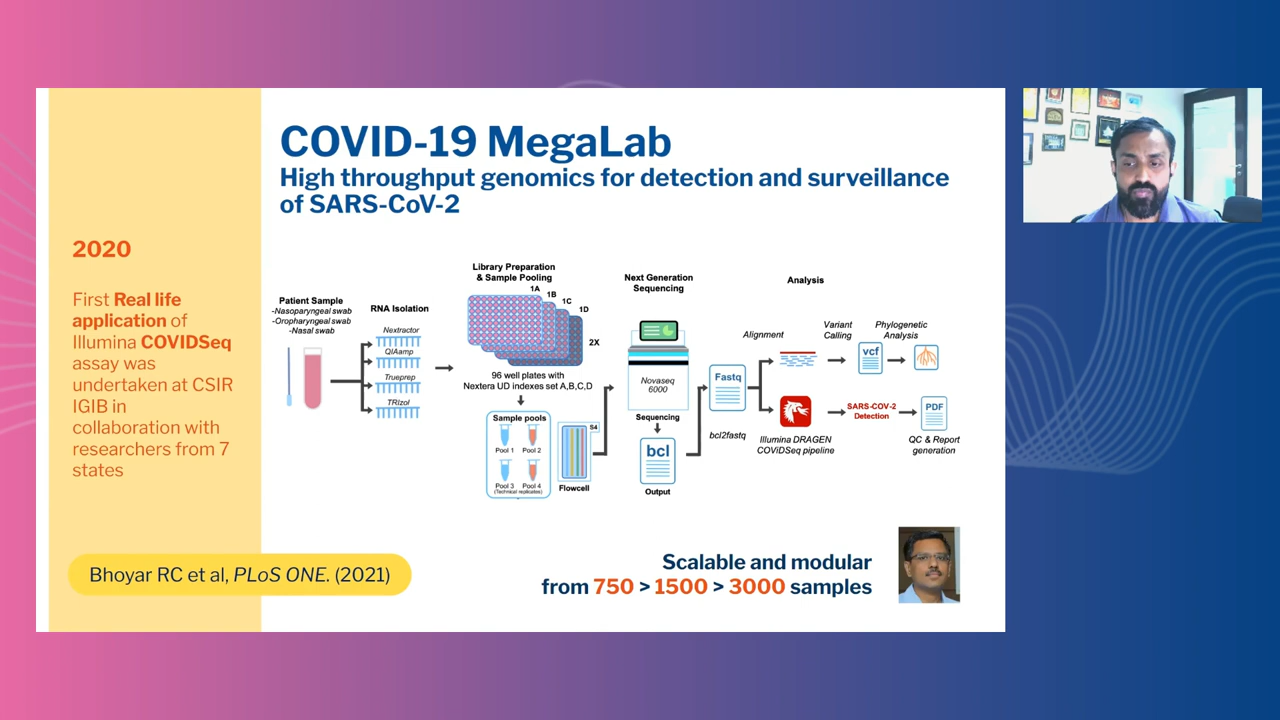 COVID-19 MegaLab
High throughput genomics for detection and surveillance
of SARS-CoV-2
2020
First Real life
application of
Illumina COVIDSeq
assay was
undertaken at CSIR
IGIB in
collaboration with
researchers from 7
states
Patient Sample
-Nasoparyngeal swab
-Oropharyngeal swab
-Nasal swab
RNA Isolation
Nextractor
QIAamp
Trueprep
TRIzol
Library Preparation
& Sample Pooling
1A
1B
1C
1D
2X
96 well plates with
Nextera UD indexes set A,B,C,D
Sample pools
Pool 1 Pool 2
Pool 3 Pool 4
(Technical replicates)
S4
Flowcell
Next Generation
Sequencing
Novaseq
6000
Sequencing
bcl
Output
Fastq
bcl2fastq
Analysis
Alignment
Variant
Calling
Phylogenetic
Analysis
vcf
Illumina DRAGEN
COViDSeq pipeline
SARS-COV-2
Detection
PDF
QC & Report
generation
Bhoyar RC et al, PLoS ONE. (2021)
Scalable and modular
from 750 > 1500 > 3000 samples